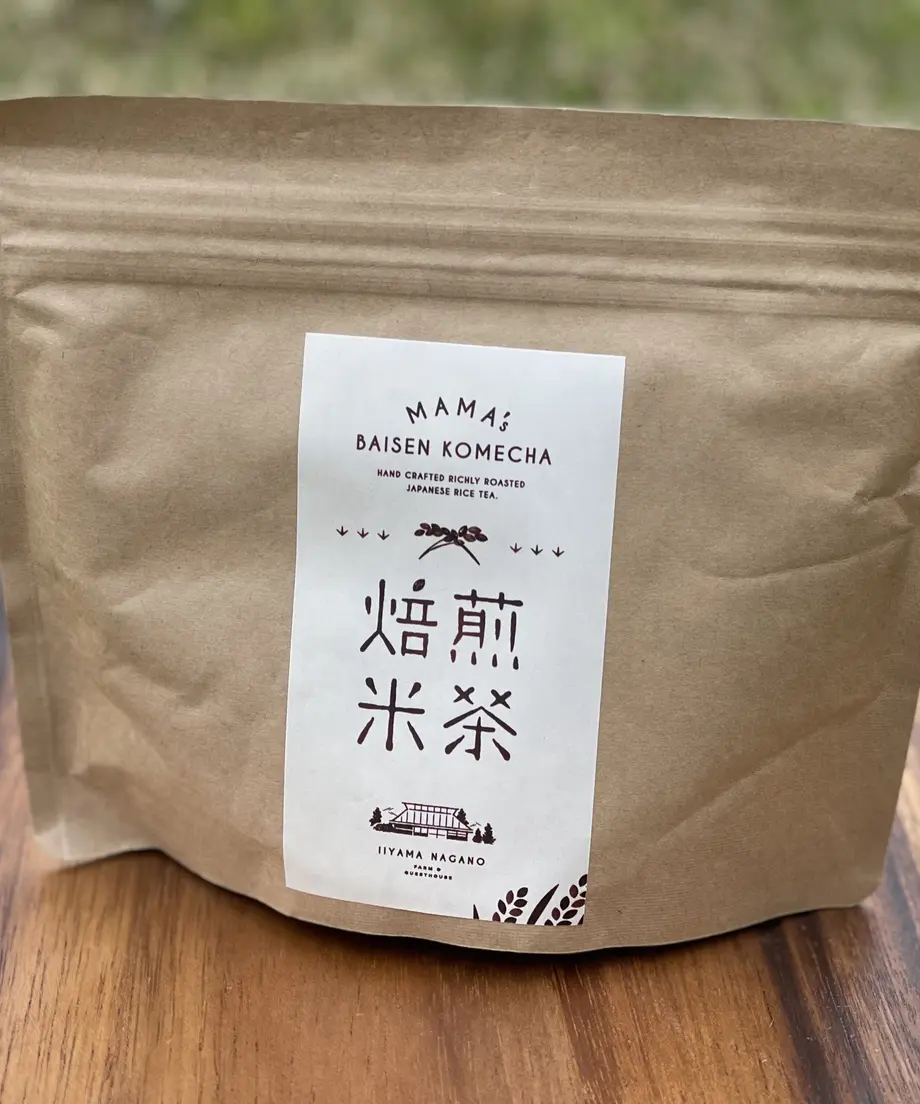 MAMA's
BAISEN KOMECHA
HAND CRAFTED RICHLY ROASTED
JAPANESE RICE TEA.
焙煎
米茶
IIYAMA NAGANO
FARM &
GUESTHOUSE